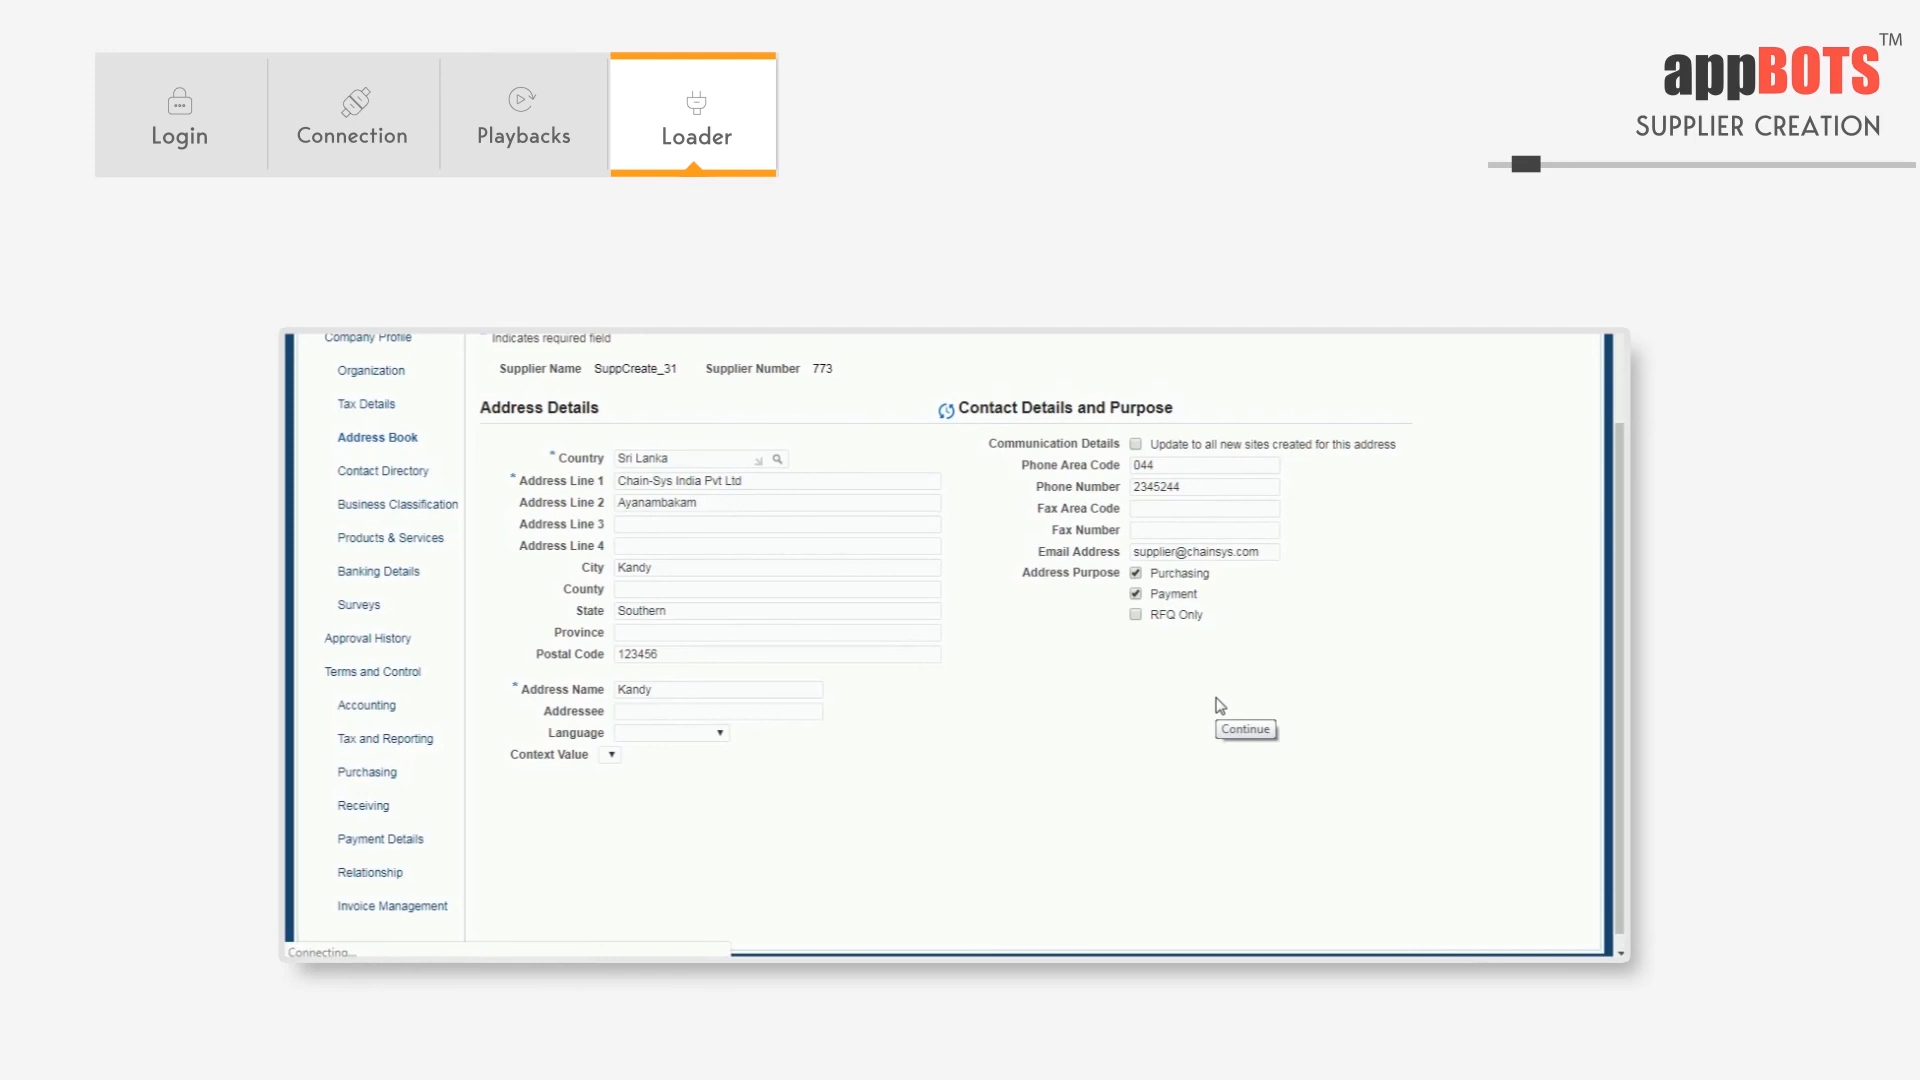 Login
Connection
Playbacks
Loader
appBOTS™
SUPPLIER CREATION
Company Profile
Organization
Tax Details
Address Book
Contact Directory
Business Classification
Products & Services
Banking Details
Surveys
Approval History
Terms and Control
Accounting
Tax and Reporting
Purchasing
Receiving
Payment Details
Relationship
Invoice Management
* Indicates required field
Supplier Name SuppCreate_31 Supplier Number 773
Address Details
* Country Sri Lanka
* Address Line 1 Chain-Sys India Pvt Ltd
Address Line 2 Ayanambakam
Address Line 3
Address Line 4
City Kandy
County
State Southern
Province
Postal Code 123456
* Address Name Kandy
Addressee
Language
Context Value
Contact Details and Purpose
Communication Details Update to all new sites created for this address
Phone Area Code 044
Phone Number 2345244
Fax Area Code
Fax Number
Email Address supplier@chainsys.com
Address Purpose Purchasing
Payment
RFQ Only
Continue
Connecting...